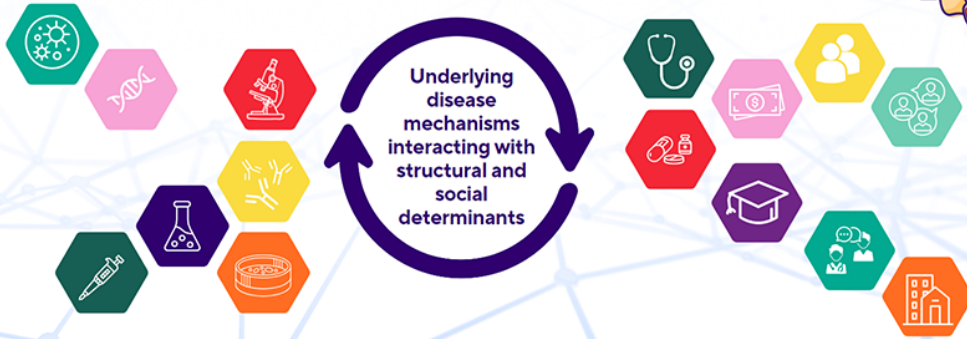 Underlying
disease
mechanisms
interacting with
structural and
social
determinants